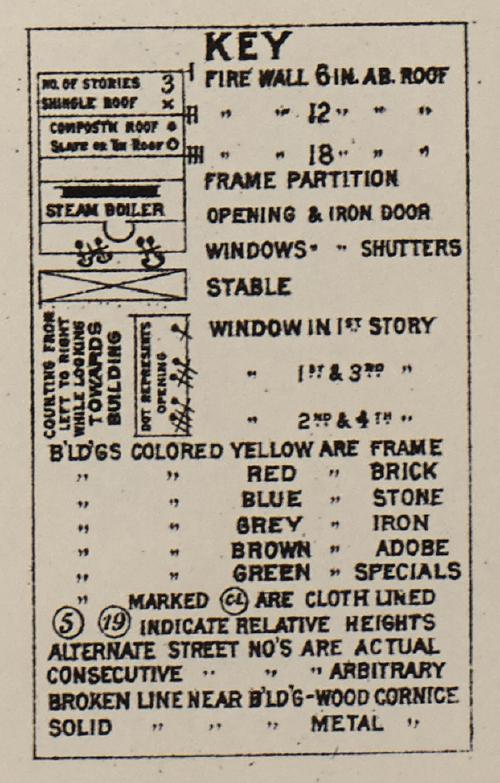 KEY
NO. OF STORIES 3
SHINGLE ROOF ×
COMPOST'N ROOF ●
SLATE OR TIN ROOF O
FIRE WALL 6 IN. AB. ROOF
" " 12 " " "
" " 18 " " "
FRAME PARTITION
STEAM BOILER
OPENING & IRON DOOR
WINDOWS " " SHUTTERS
STABLE
COUNTING FROM
LEFT TO RIGHT
WHILE LOOKING
TOWARDS
BUILDING
DOT REPRESENTS
OPENING
WINDOW IN 1ST STORY
" 1ST & 3RD "
" 2ND & 4TH "
B'LD'GS COLORED YELLOW ARE FRAME
" " RED " BRICK
" " BLUE " STONE
" " GREY " IRON
" " BROWN " ADOBE
" " GREEN " SPECIALS
" MARKED CL ARE CLOTH LINED
5 19 INDICATE RELATIVE HEIGHTS
ALTERNATE STREET NO'S ARE ACTUAL
CONSECUTIVE " " " ARBITRARY
BROKEN LINE NEAR B'LD'G-WOOD CORNICE
SOLID " " " METAL "